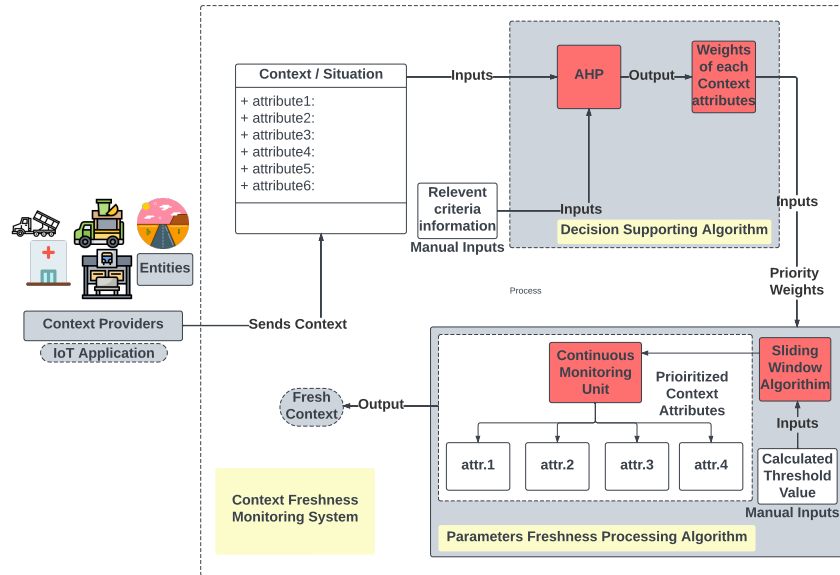 Context / Situation
+ attribute1:
+ attribute2:
+ attribute3:
+ attribute4:
+ attribute5:
+ attribute6:
Inputs
AHP
Output
Weights
of each
Context
attributes
Relevent
criteria
information
Manual Inputs
Inputs
Decision Supporting Algorithm
Inputs
Entities
Priority
Weights
Process
Context Providers
IoT Application
Sends Context
Continuous
Monitoring
Unit
Prioiritized
Context
Attributes
Sliding
Window
Algorithim
Fresh
Context
Output
Inputs
attr.1
attr.2
attr.3
attr.4
Calculated
Threshold
Value
Manual Inputs
Context Freshness
Monitoring System
Parameters Freshness Processing Algorithm